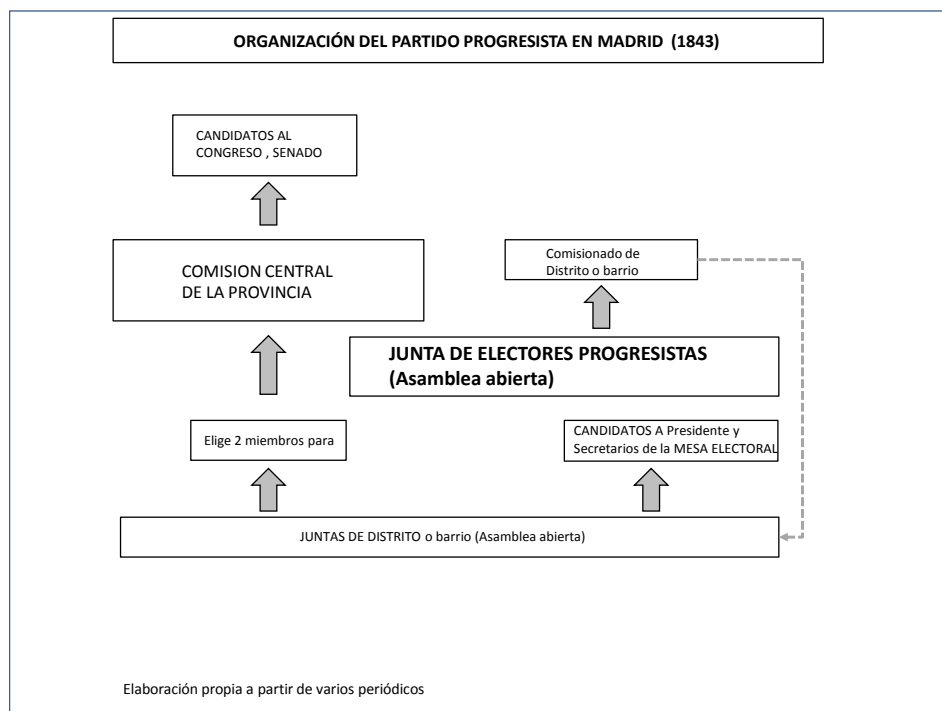 ORGANIZACIÓN DEL PARTIDO PROGRESISTA EN MADRID (1843)
CANDIDATOS AL
CONGRESO , SENADO
COMISION CENTRAL
DE LA PROVINCIA
Comisionado de
Distrito o barrio
JUNTA DE ELECTORES PROGRESISTAS
(Asamblea abierta)
Elige 2 miembros para
CANDIDATOS A Presidente y
Secretarios de la MESA ELECTORAL
JUNTAS DE DISTRITO o barrio (Asamblea abierta)
Elaboración propia a partir de varios periódicos